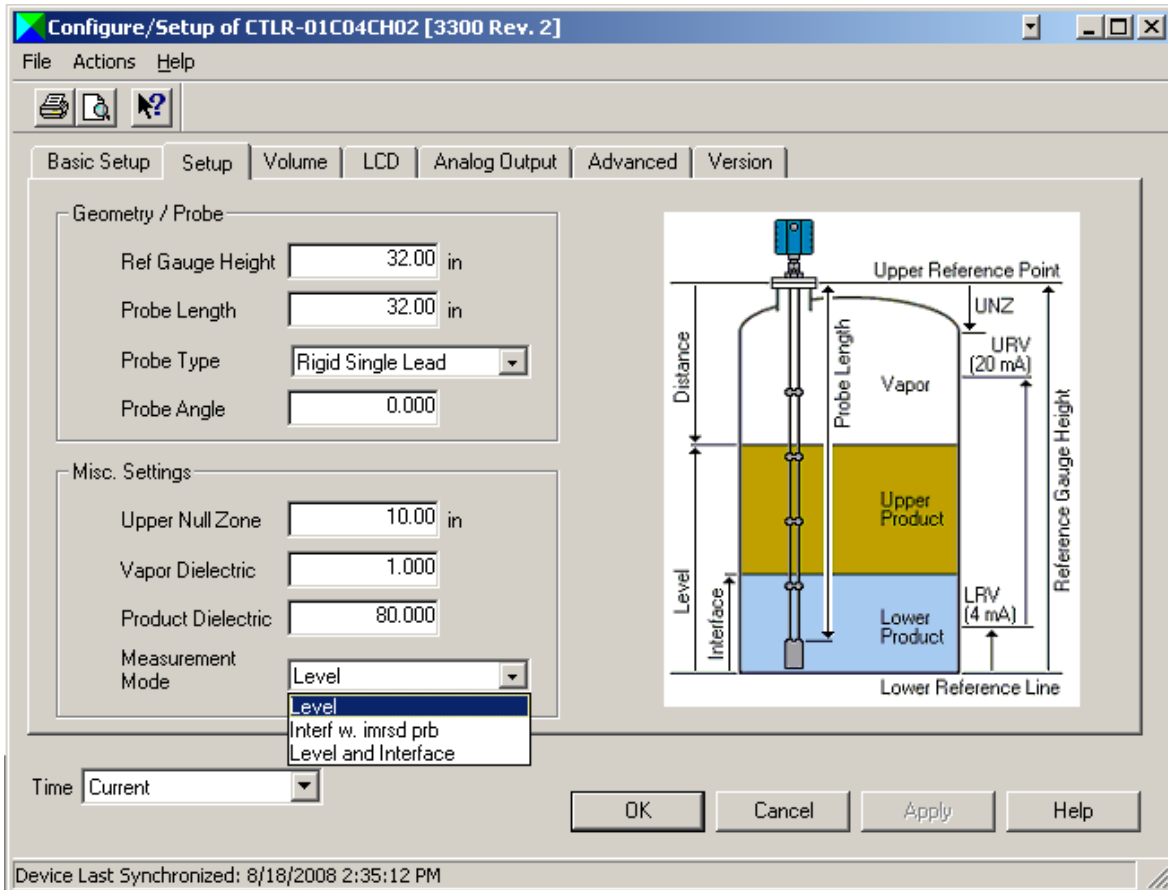 Configure/Setup of CTLR-01C04CH02 [3300 Rev. 2]
File Actions Help
Basic Setup Setup Volume LCD Analog Output Advanced Version
Geometry / Probe
Ref Gauge Height 32.00 in
Probe Length 32.00 in
Probe Type Rigid Single Lead
Probe Angle 0.000
Misc. Settings
Upper Null Zone 10.00 in
Vapor Dielectric 1.000
Product Dielectric 80.000
Measurement
Mode
Level
Level
Interf w. imrsd prb
Level and Interface
Upper Reference Point
UNZ
URV
(20 mA)
Distance
Probe Length
Vapor
Reference Gauge Height
Upper
Product
Level
Interface
LRV
(4 mA)
Lower
Product
Lower Reference Line
Time Current
OK Cancel Apply Help
Device Last Synchronized: 8/18/2008 2:35:12 PM